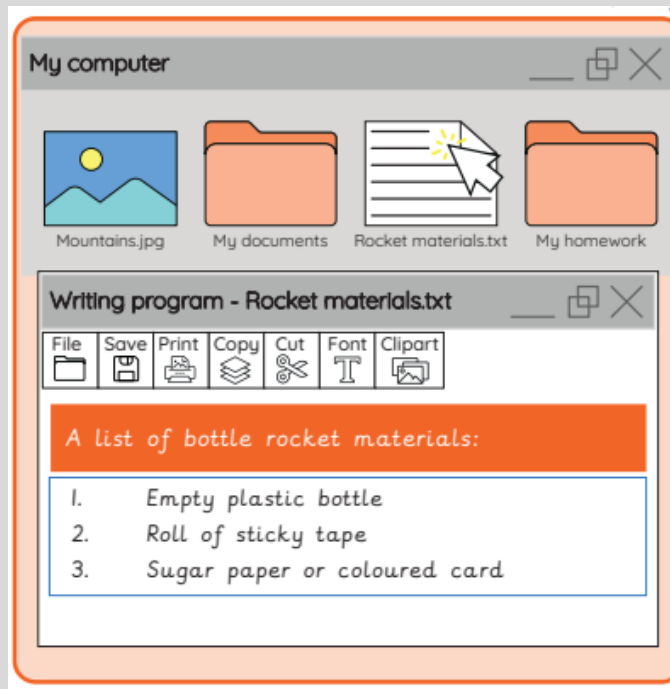 My computer
Mountains.jpg My documents Rocket materials.txt My homework
Writing program - Rocket materials.txt
File Save Print Copy Cut Font Clipart
A list of bottle rocket materials:
1. Empty plastic bottle
2. Roll of sticky tape
3. Sugar paper or coloured card